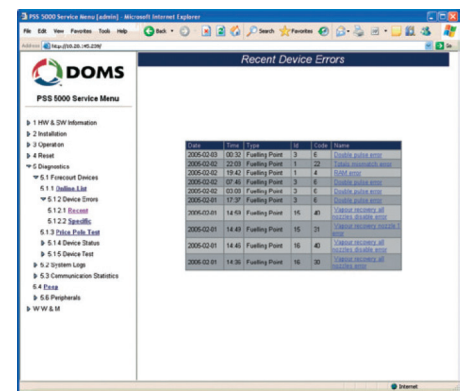 PSS 5000 Service Menu [admin] - Microsoft Internet Explorer
File Edit View Favorites Tools Help
Back
Search
Favorites
Address
Go
DOMS
PSS 5000 Service Menu
1 HW & SW Information
2 Installation
3 Operation
4 Reset
5 Diagnostics
5.1 Forecourt Devices
5.1.1 Online List
5.1.2 Device Errors
5.1.2.1 Recent
5.1.2.2 Specific
5.1.3 Price Pole Test
5.1.4 Device Status
5.1.5 Device Test
5.2 System Logs
5.3 Communication Statistics
5.4 Peep
5.6 Peripherals
W W & M
Recent Device Errors
Date Time Type Id Code Name
2005-02-03 00:32 Fuelling Point 3 6 Double pulse error
2005-02-02 22:03 Fuelling Point 1 22 Totals mismatch error
2005-02-02 19:42 Fuelling Point 1 4 RAM error
2005-02-02 07:46 Fuelling Point 3 6 Double pulse error
2005-02-02 03:03 Fuelling Point 3 6 Double pulse error
2005-02-01 17:37 Fuelling Point 3 6 Double pulse error
2005-02-01 14:59 Fuelling Point 15 40 Vapour recovery all
nozzles disable error
2005-02-01 14:49 Fuelling Point 15 31 Vapour recovery nozzle
error
2005-02-01 14:46 Fuelling Point 16 40 Vapour recovery all
nozzles disable error
2005-02-01 14:36 Fuelling Point 16 30 Vapour recovery all
nozzles error
Internet